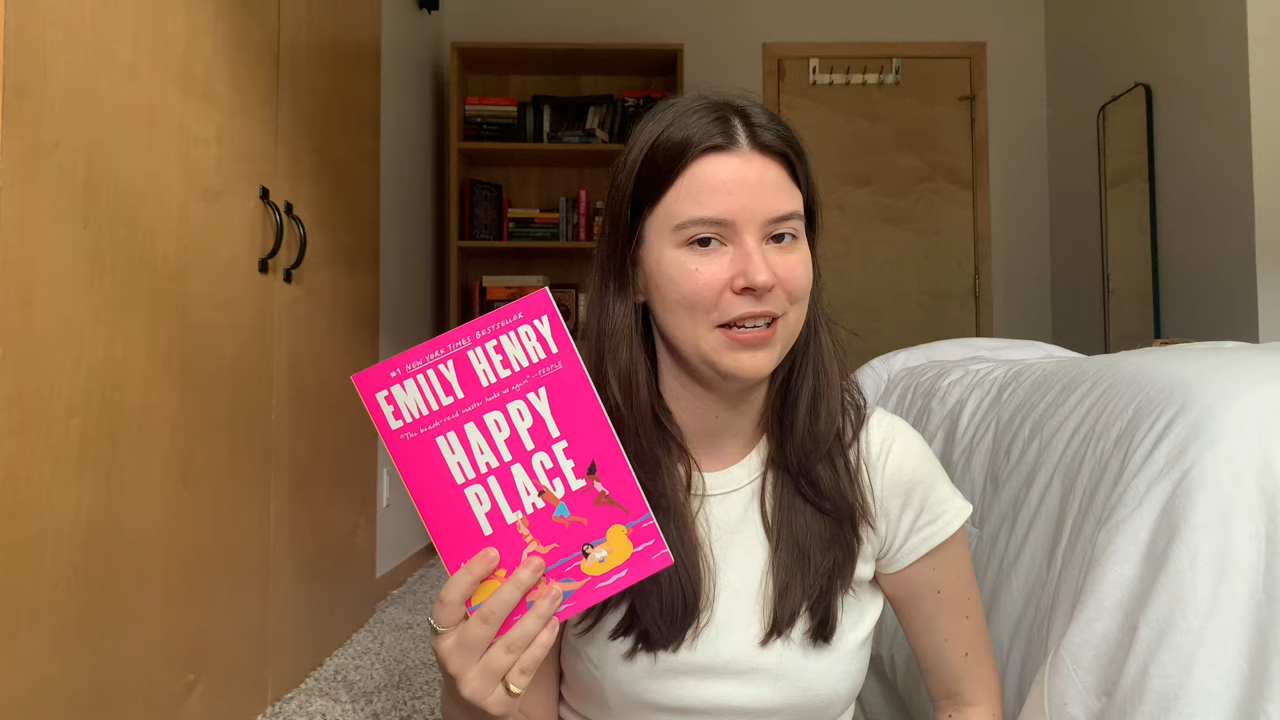 #1 NEW YORK TIMES BESTSELLER
EMILY HENRY
"The beach-read master hooks us again."—PEOPLE
HAPPY
PLACE